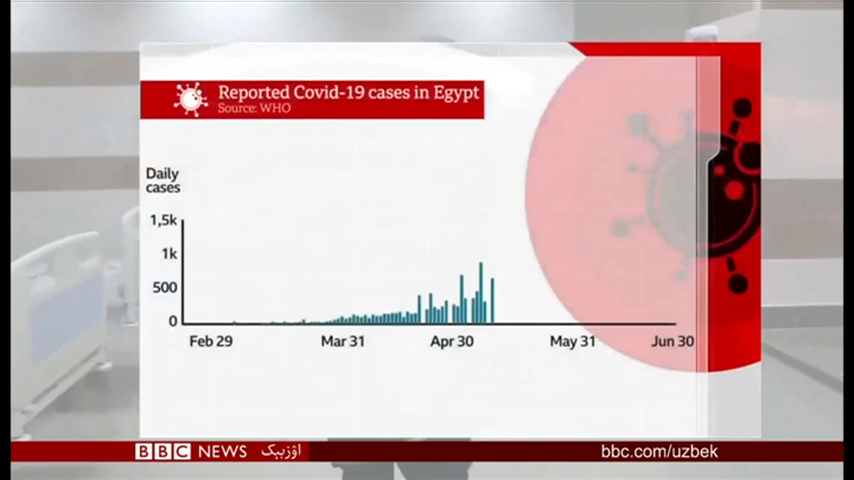 Reported Covid-19 cases in Egypt
Source: WHO
Daily
cases
1,5k
1k
500
0
Feb 29
Mar 31
Apr 30
May 31
Jun 30
BBC NEWS اۉزبېک
bbc.com/uzbek